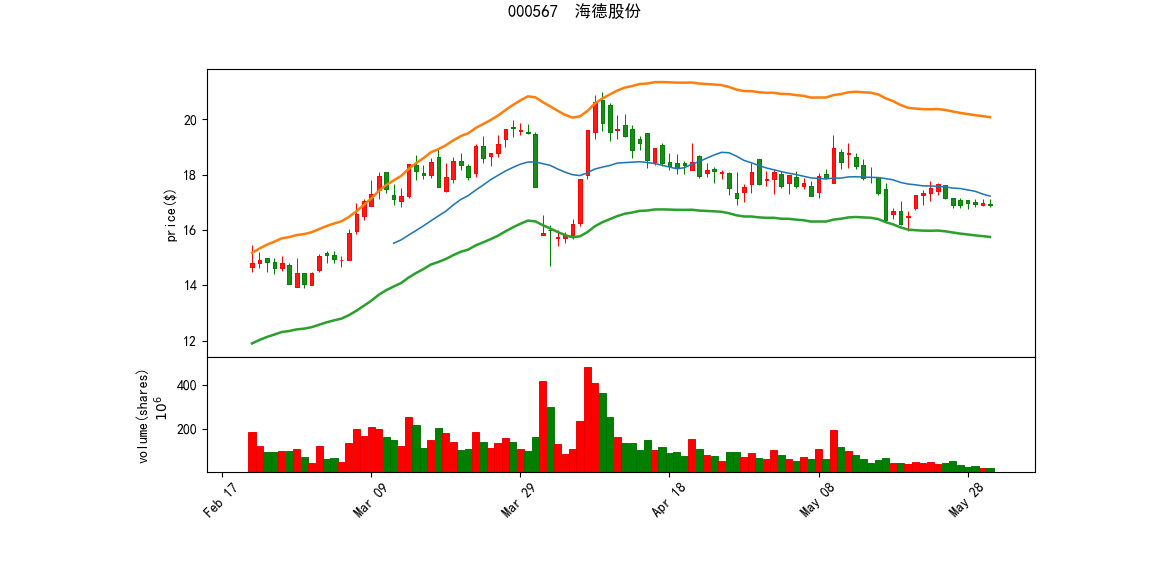 000567  海德股份
price($)
20
18
16
14
12
volume(shares)
10^6
400
200
Feb 17
Mar 09
Mar 29
Apr 18
May 08
May 28